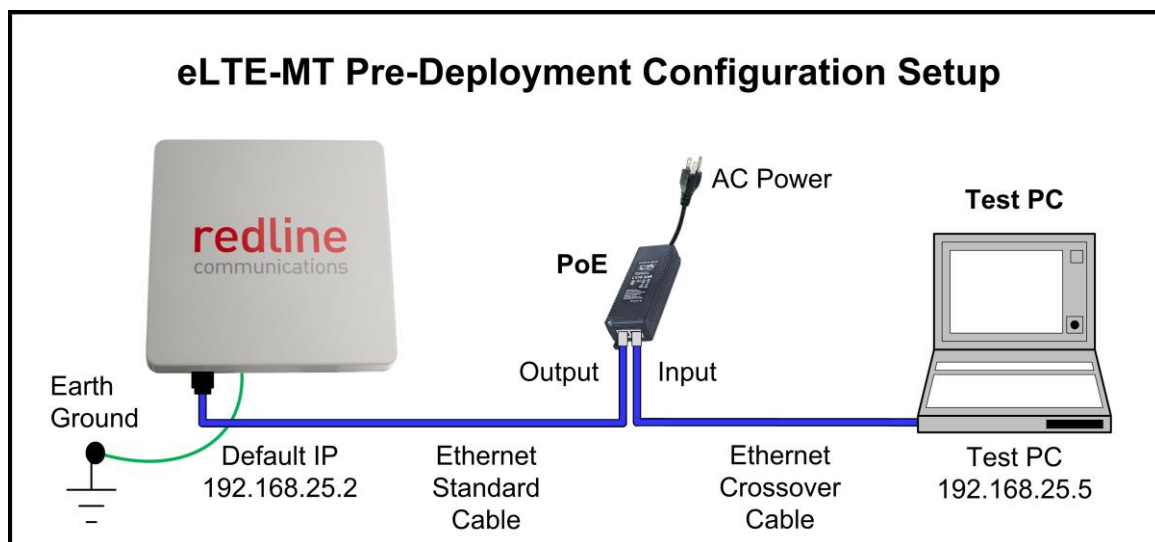 eLTE-MT Pre-Deployment Configuration Setup
redline
communications
AC Power
PoE
Test PC
Output
Input
Earth
Ground
Default IP
192.168.25.2
Ethernet
Standard
Cable
Ethernet
Crossover
Cable
Test PC
192.168.25.5